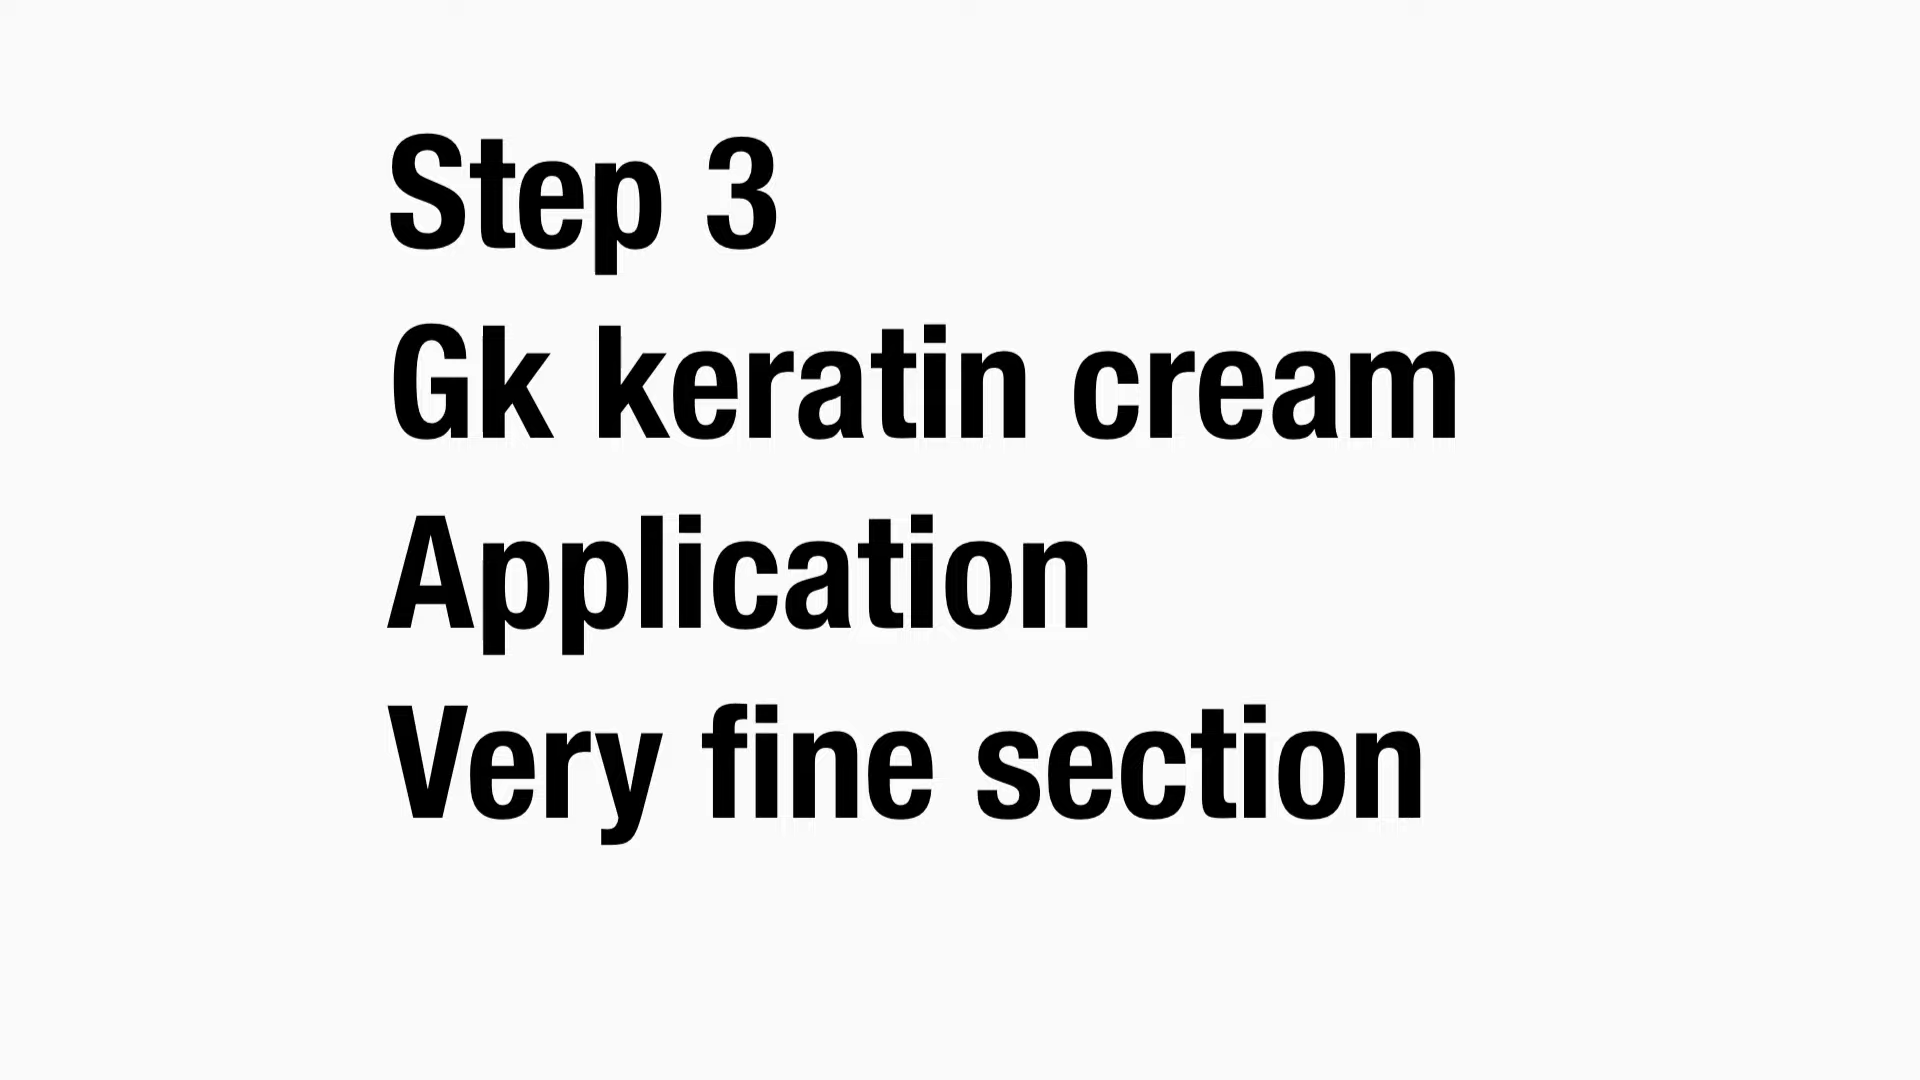 Step 3
Gk keratin cream
Application
Very fine section